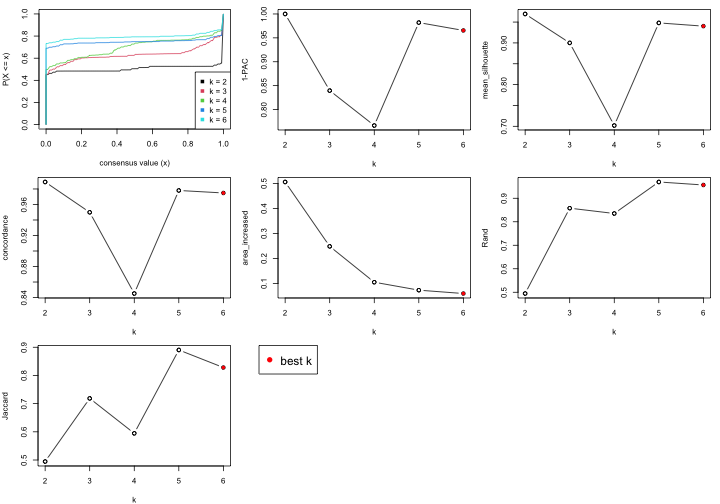 P(X <= x)
0.0 0.2 0.4 0.6 0.8 1.0
k = 2
k = 3
k = 4
k = 5
k = 6
0.0 0.2 0.4 0.6 0.8 1.0
consensus value (x)
1-PAC
0.80 0.85 0.90 0.95 1.00
2 3 4 5 6
k
mean_silhouette
0.70 0.80 0.90
2 3 4 5 6
k
concordance
0.84 0.88 0.92 0.96
2 3 4 5 6
k
area_increased
0.1 0.2 0.3 0.4 0.5
2 3 4 5 6
k
Rand
0.5 0.6 0.7 0.8 0.9
2 3 4 5 6
k
Jaccard
0.5 0.6 0.7 0.8 0.9
2 3 4 5 6
k
best k